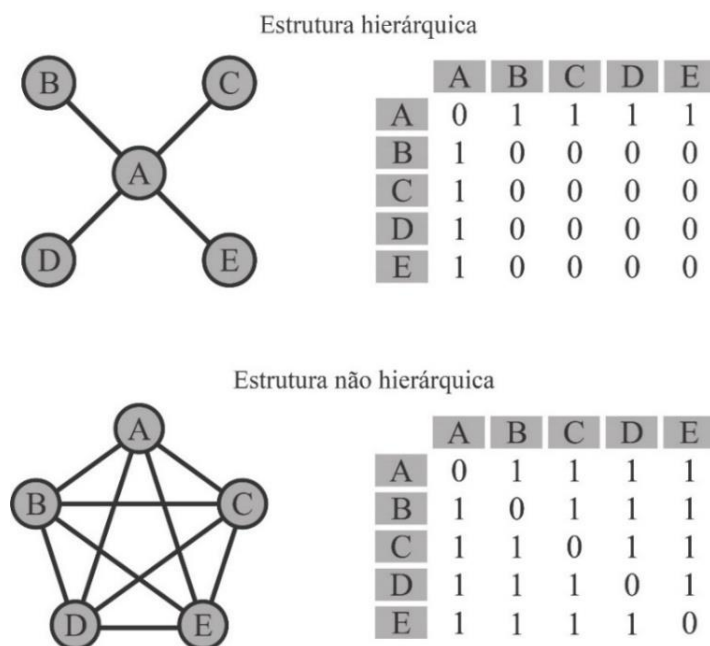 Estrutura hierárquica
B C
A
D E
A B C D E
A 0 1 1 1 1
B 1 0 0 0 0
C 1 0 0 0 0
D 1 0 0 0 0
E 1 0 0 0 0
Estrutura não hierárquica
A
B C
D E
A B C D E
A 0 1 1 1 1
B 1 0 1 1 1
C 1 1 0 1 1
D 1 1 1 0 1
E 1 1 1 1 0